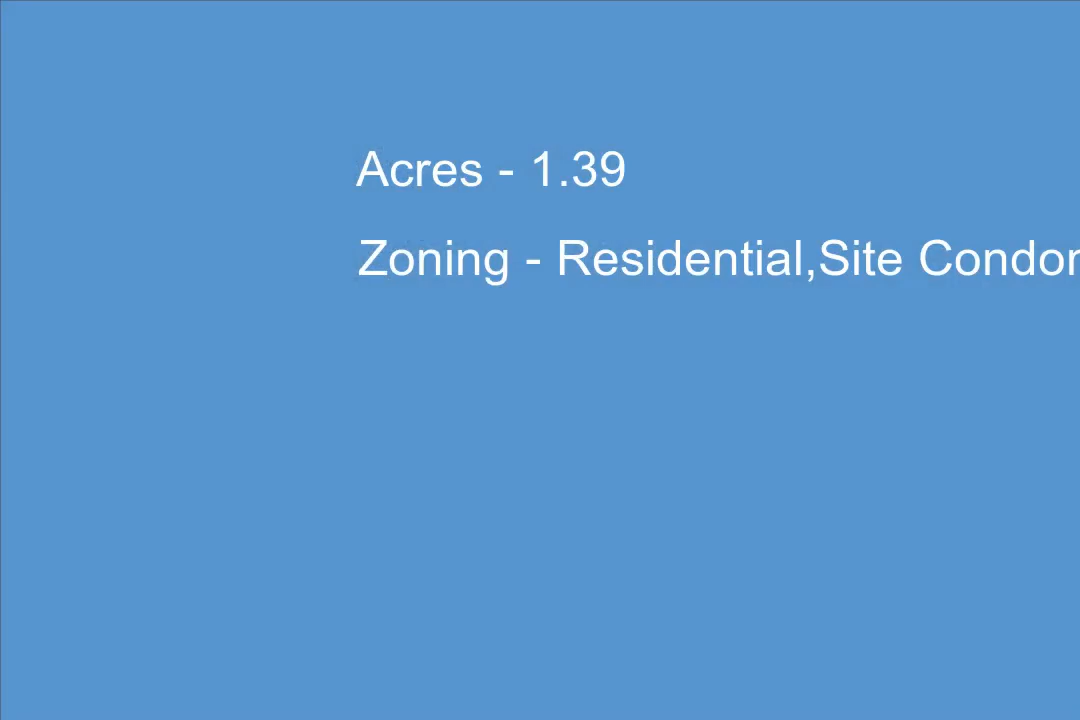 Acres - 1.39
Zoning - Residential,Site